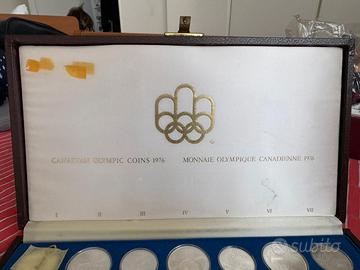 CANADIAN OLYMPIC COINS 1976 MONNAIE OLYMPIQUE CANADIENNE 1976
I II III IV V VI VII
subito